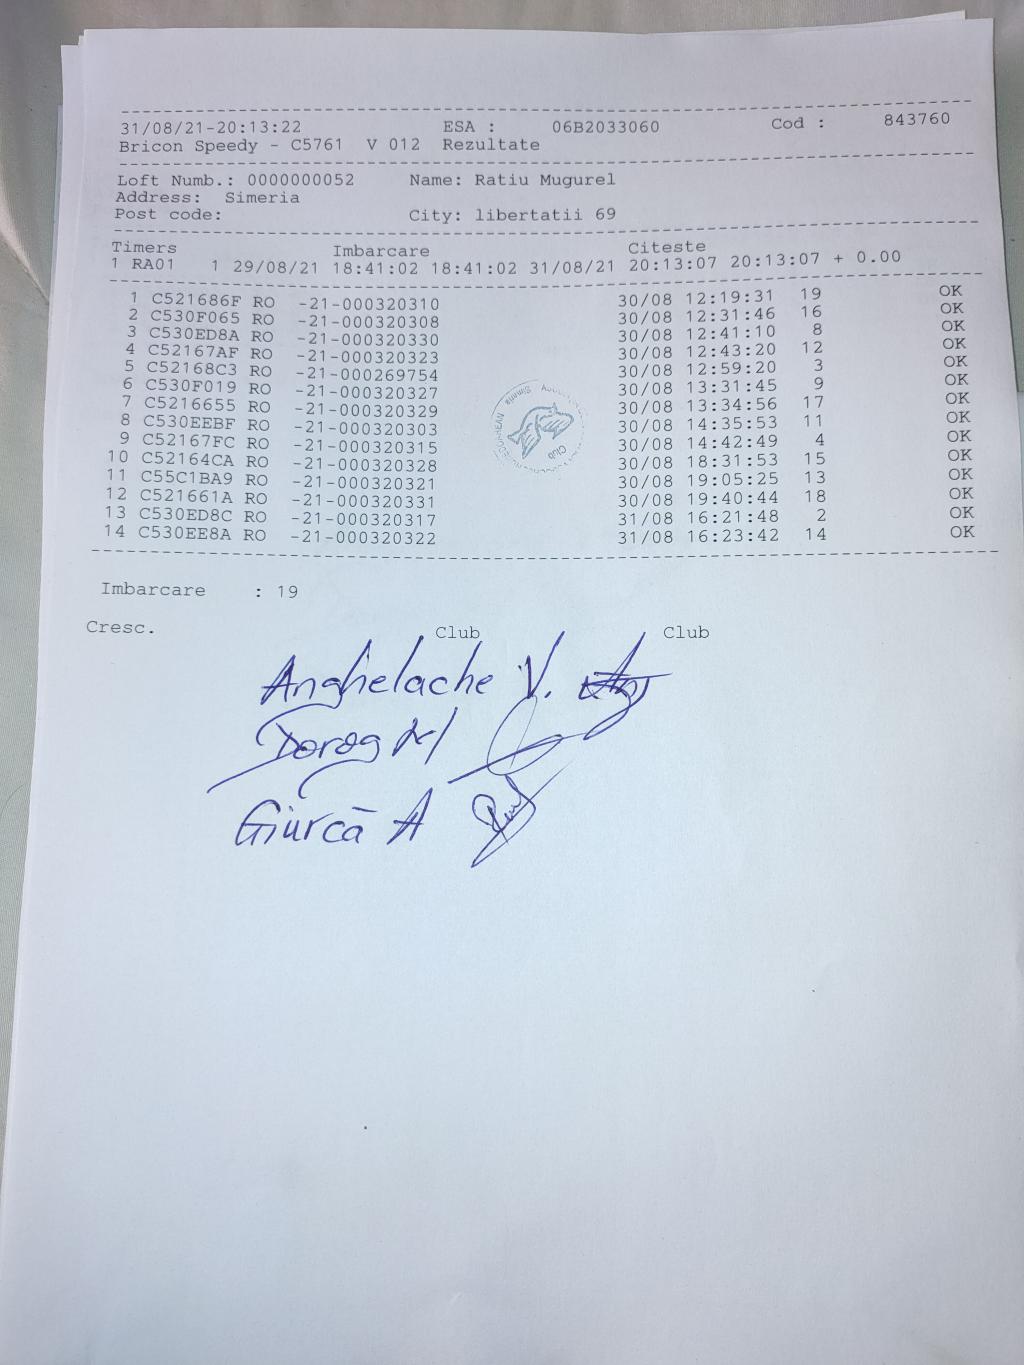 31/08/21-20:13:22 ESA : 06B2033060 Cod : 843760
Bricon Speedy - C5761 V 012 Rezultate
Loft Numb.: 0000000052 Name: Ratiu Mugurel
Address: Simeria
Post code: City: libertatii 69
Timers Imbarcare Citeste
1 RA01 1 29/08/21 18:41:02 18:41:02 31/08/21 20:13:07 20:13:07 + 0.00
1 C521686F RO -21-000320310 30/08 12:19:31 19 OK
2 C530F065 RO -21-000320308 30/08 12:31:46 16 OK
3 C530ED8A RO -21-000320330 30/08 12:41:10 8 OK
4 C52167AF RO -21-000320323 30/08 12:43:20 12 OK
5 C52168C3 RO -21-000269754 30/08 12:59:20 3 OK
6 C530F019 RO -21-000320327 30/08 13:31:45 9 OK
7 C5216655 RO -21-000320329 30/08 13:34:56 17 OK
8 C530EEBF RO -21-000320303 30/08 14:35:53 11 OK
9 C52167FC RO -21-000320315 30/08 14:42:49 4 OK
10 C52164CA RO -21-000320328 30/08 18:31:53 15 OK
11 C55C1BA9 RO -21-000320321 30/08 19:05:25 13 OK
12 C521661A RO -21-000320331 30/08 19:40:44 18 OK
13 C530ED8C RO -21-000320317 31/08 16:21:48 2 OK
14 C530EE8A RO -21-000320322 31/08 16:23:42 14 OK
Imbarcare : 19
Cresc. Club Club
Anghelache V.
Dorog
Giurcă A